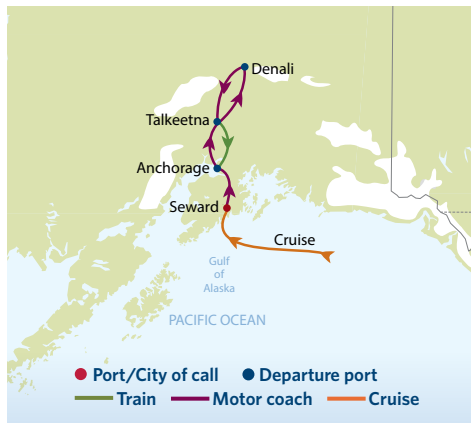 Denali
Talkeetna
Anchorage
Seward
Cruise
Gulf
of
Alaska
PACIFIC OCEAN
Port/City of call Departure port
Train Motor coach Cruise